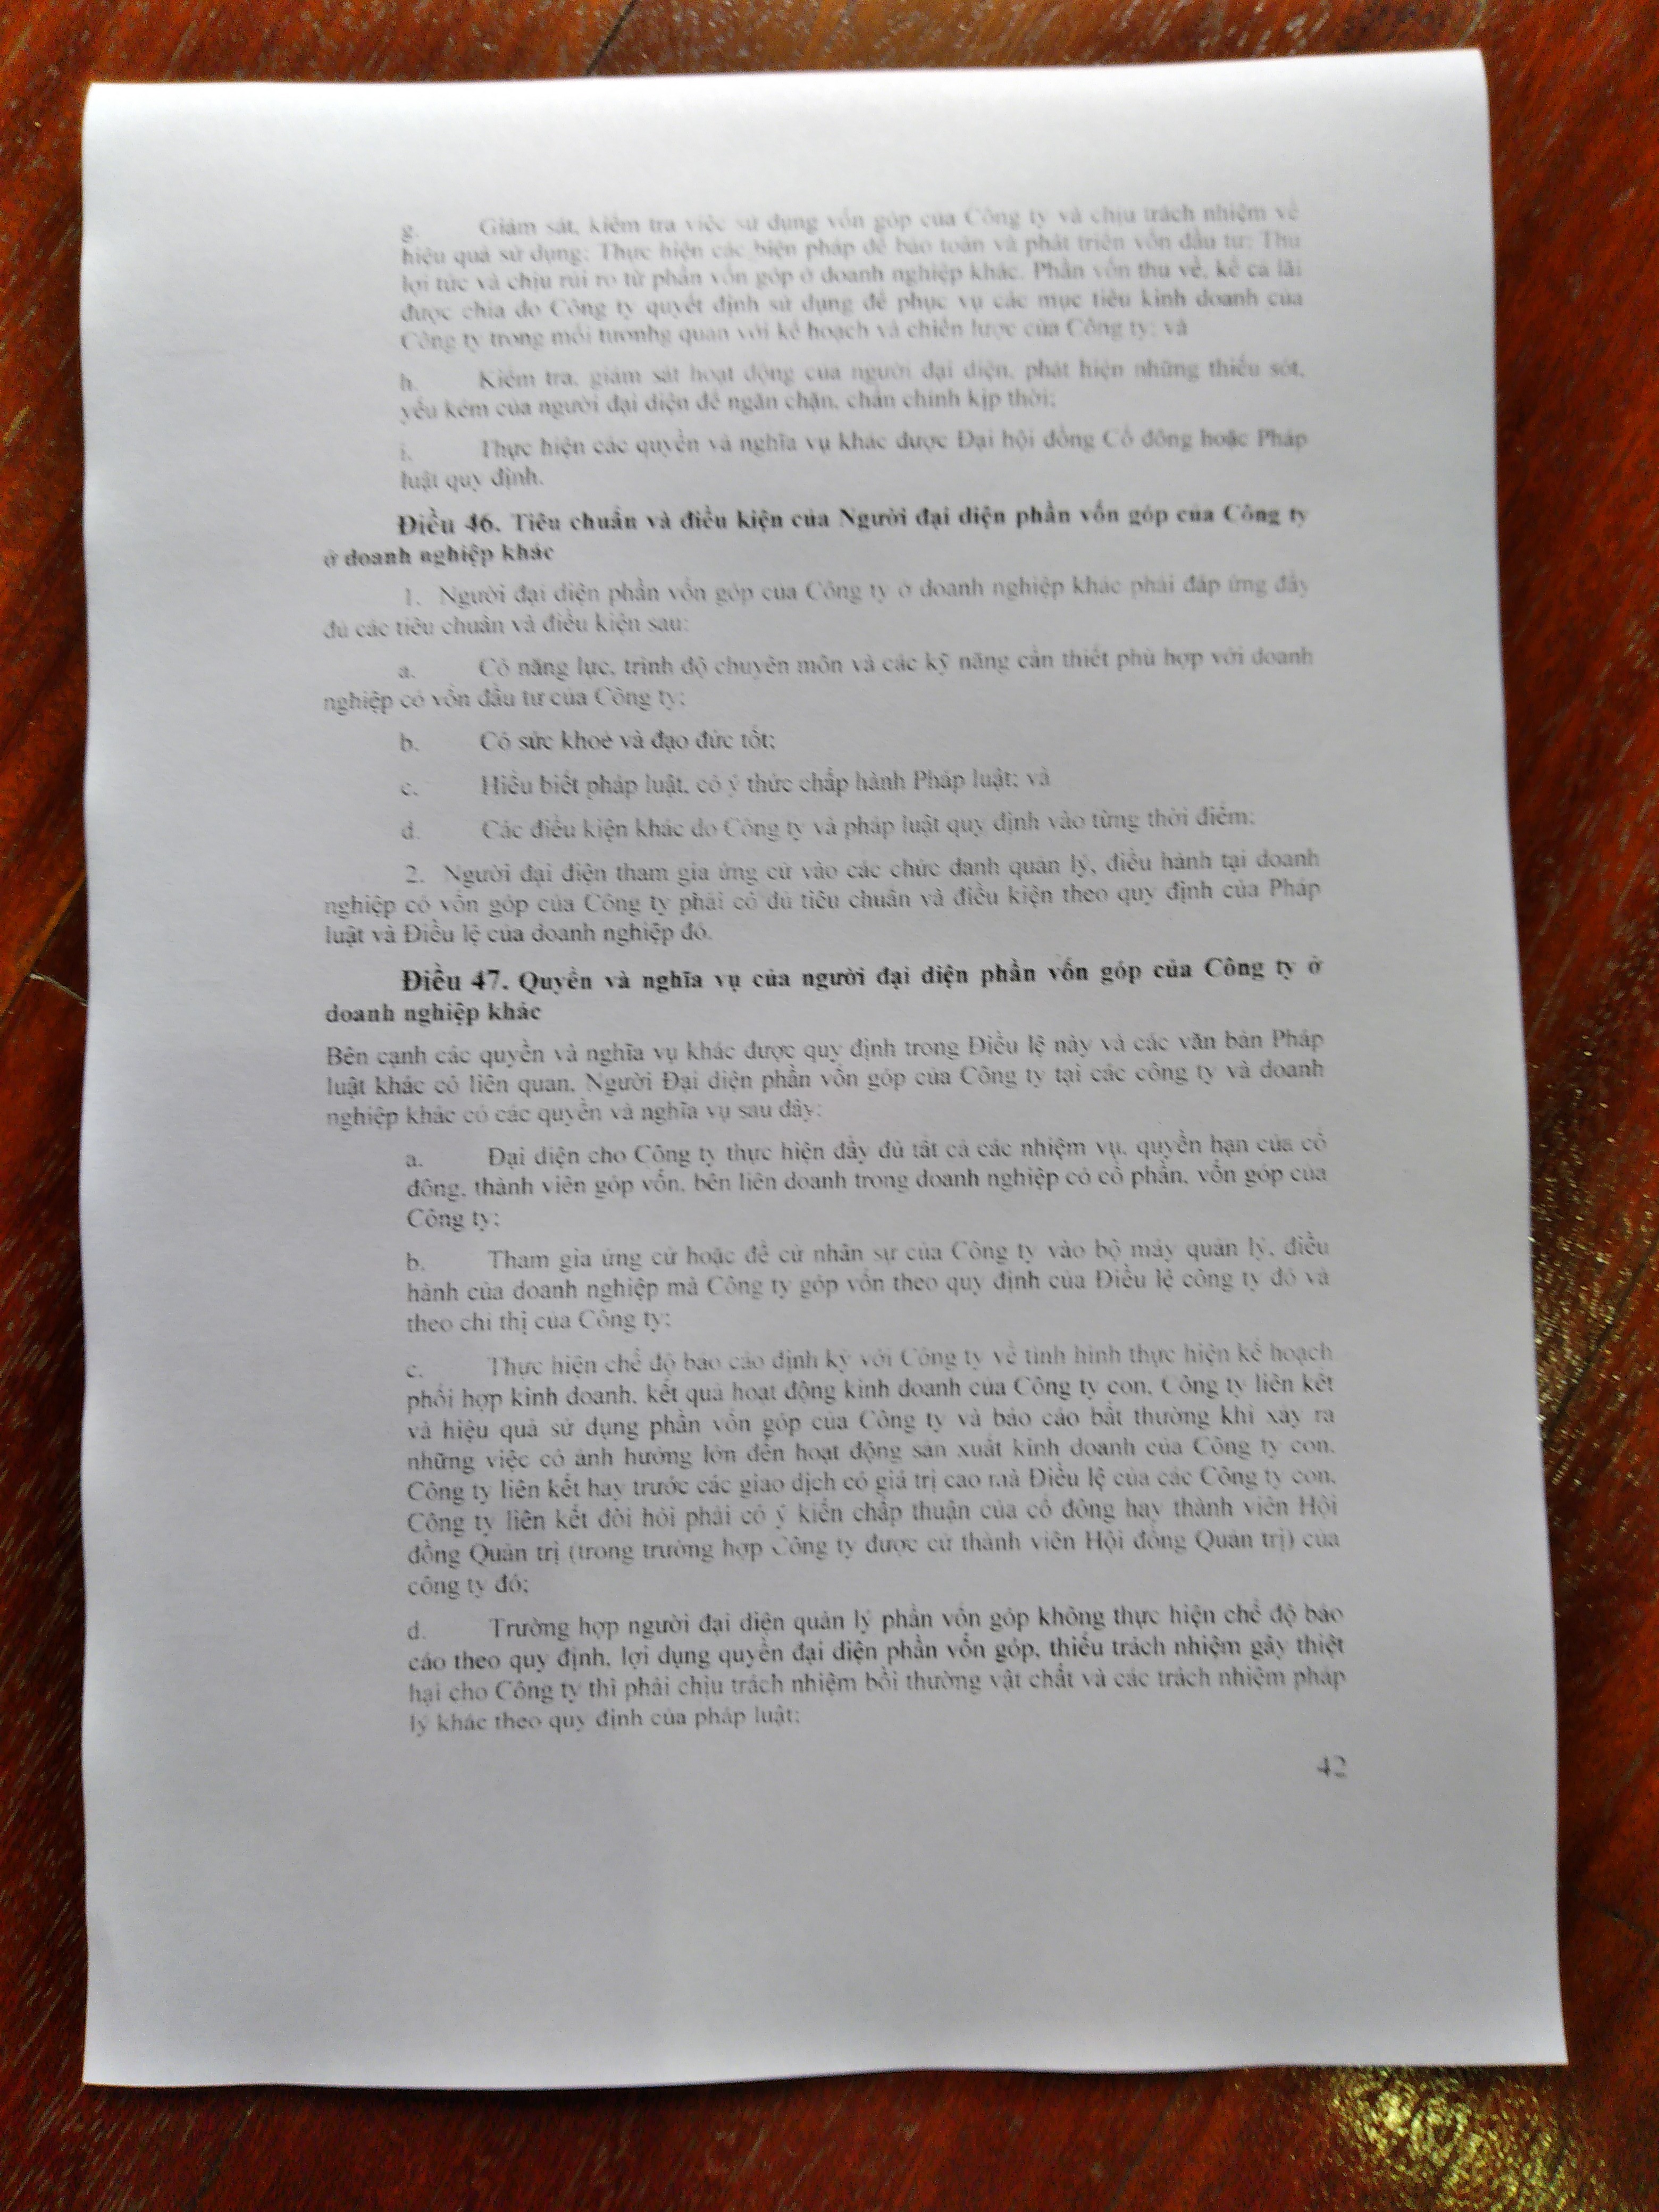 g. Giám sát, kiểm tra việc sử dụng vốn góp của Công ty và chịu trách nhiệm về
hiệu quả sử dụng; Thực hiện các biện pháp để bảo toàn và phát triển vốn đầu tư; Thu
lợi tức và chịu rủi ro từ phần vốn góp ở doanh nghiệp khác. Phần vốn thu về, kể cả lãi
được chia do Công ty quyết định sử dụng để phục vụ các mục tiêu kinh doanh của
Công ty trong mối tươnhg quan với kế hoạch và chiến lược của Công ty; và
h. Kiểm tra, giám sát hoạt động của người đại diện, phát hiện những thiếu sót,
yếu kém của người đại diện để ngăn chặn, chấn chỉnh kịp thời;
i. Thực hiện các quyền và nghĩa vụ khác được Đại hội đồng Cổ đông hoặc Pháp
luật quy định.
Điều 46. Tiêu chuẩn và điều kiện của Người đại diện phần vốn góp của Công ty
ở doanh nghiệp khác
1. Người đại diện phần vốn góp của Công ty ở doanh nghiệp khác phải đáp ứng đầy
đủ các tiêu chuẩn và điều kiện sau:
a. Có năng lực, trình độ chuyên môn và các kỹ năng cần thiết phù hợp với doanh
nghiệp có vốn đầu tư của Công ty;
b. Có sức khoẻ và đạo đức tốt;
c. Hiểu biết pháp luật, có ý thức chấp hành Pháp luật; và
d. Các điều kiện khác do Công ty và pháp luật quy định vào từng thời điểm;
2. Người đại diện tham gia ứng cử vào các chức danh quản lý, điều hành tại doanh
nghiệp có vốn góp của Công ty phải có đủ tiêu chuẩn và điều kiện theo quy định của Pháp
luật và Điều lệ của doanh nghiệp đó.
Điều 47. Quyền và nghĩa vụ của người đại diện phần vốn góp của Công ty ở
doanh nghiệp khác
Bên cạnh các quyền và nghĩa vụ khác được quy định trong Điều lệ này và các văn bản Pháp
luật khác có liên quan, Người Đại diện phần vốn góp của Công ty tại các công ty và doanh
nghiệp khác có các quyền và nghĩa vụ sau đây:
a. Đại diện cho Công ty thực hiện đầy đủ tất cả các nhiệm vụ, quyền hạn của cổ
đông, thành viên góp vốn, bên liên doanh trong doanh nghiệp có cổ phần, vốn góp của
Công ty;
b. Tham gia ứng cử hoặc đề cử nhân sự của Công ty vào bộ máy quản lý, điều
hành của doanh nghiệp mà Công ty góp vốn theo quy định của Điều lệ công ty đó và
theo chỉ thị của Công ty;
c. Thực hiện chế độ báo cáo định kỳ với Công ty về tình hình thực hiện kế hoạch
phối hợp kinh doanh, kết quả hoạt động kinh doanh của Công ty con, Công ty liên kết
và hiệu quả sử dụng phần vốn góp của Công ty và báo cáo bất thường khi xảy ra
những việc có ảnh hưởng lớn đến hoạt động sản xuất kinh doanh của Công ty con,
Công ty liên kết hay trước các giao dịch có giá trị cao mà Điều lệ của các Công ty con,
Công ty liên kết đòi hỏi phải có ý kiến chấp thuận của cổ đông hay thành viên Hội
đồng Quản trị (trong trường hợp Công ty được cử thành viên Hội đồng Quản trị) của
công ty đó;
d. Trường hợp người đại diện quản lý phần vốn góp không thực hiện chế độ báo
cáo theo quy định, lợi dụng quyền đại diện phần vốn góp, thiếu trách nhiệm gây thiệt
hại cho Công ty thì phải chịu trách nhiệm bồi thường vật chất và các trách nhiệm pháp
lý khác theo quy định của pháp luật;
42